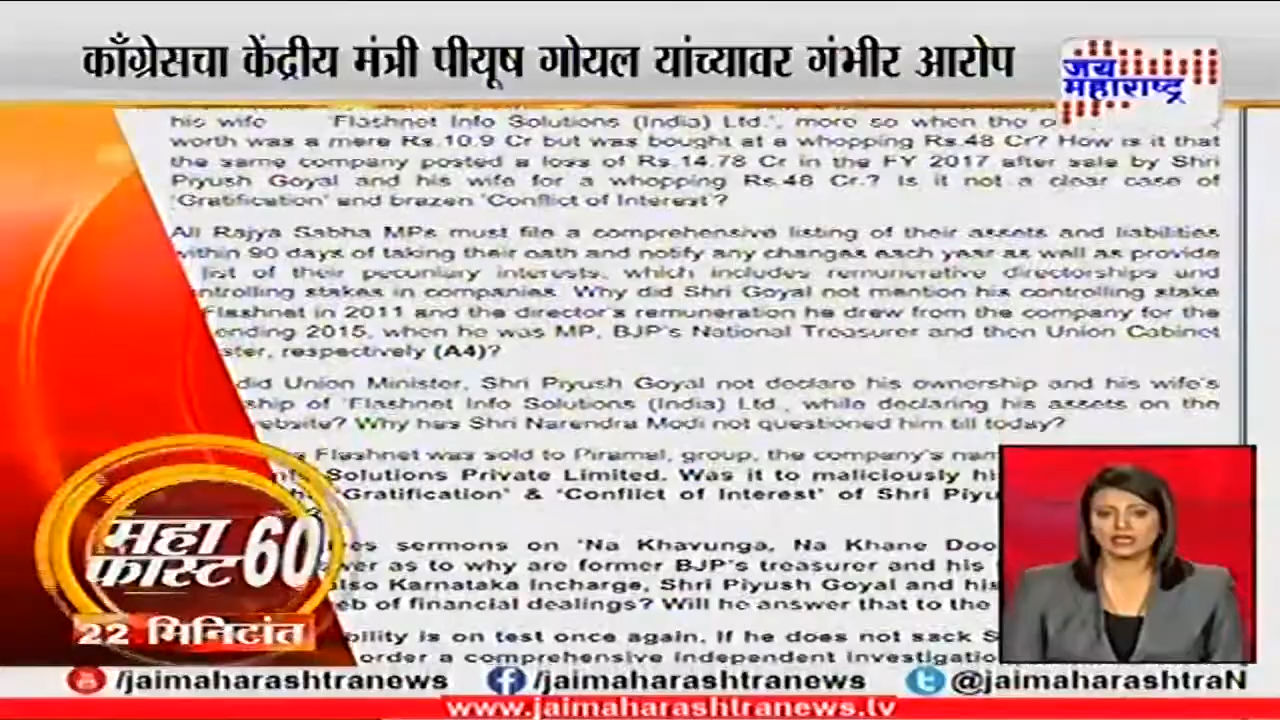 काँग्रेसचा केंद्रीय मंत्री पीयूष गोयल यांच्यावर गंभीर आरोप
जय
महाराष्ट्र
his wife 'Flashnet Info Solutions (India) Ltd.', more so when the
worth was a mere Rs.10.9 Cr but was bought at a whopping Rs.48 Cr? How is it that
the same company posted a loss of Rs.14.78 Cr in the FY 2017 after sale by Shri
Piyush Goyal and his wife for a whopping Rs.48 Cr.? Is it not a clear case of
'Gratification' and brazen 'Conflict of Interest'?
All Rajya Sabha MPs must file a comprehensive listing of their assets and liabilities
within 90 days of taking their oath and notify any changes each year as well as provide
list of their pecuniary interests, which includes remunerative directorships and
ntrolling stakes in companies. Why did Shri Goyal not mention his controlling stake
Flashnet in 2011 and the director's remuneration he drew from the company for the
ending 2015, when he was MP, BJP's National Treasurer and then Union Cabinet
ster, respectively (A4)?
did Union Minister, Shri Piyush Goyal not declare his ownership and his wife's
ship of 'Flashnet Info Solutions (India) Ltd., while declaring his assets on the
ebsite? Why has Shri Narendra Modi not questioned him till today?
s Flashnet was sold to Piramal, group, the company's nam
Solutions Private Limited. Was it to maliciously hi
'Gratification' & 'Conflict of Interest' of Shri Piyu
es sermons on 'Na Khavunga, Na Khane Doo
wer as to why are former BJP's treasurer and his
also Karnataka Incharge, Shri Piyush Goyal and his
eb of financial dealings? Will he answer that to the
bility is on test once again. If he does not sack S
order a comprehensive Independent Investigatio
महा
फास्ट 60
22 मिनिटांत
/jaimaharashtranews /jaimaharashtranews @jaimaharashtraN
www.jaimaharashtranews.tv